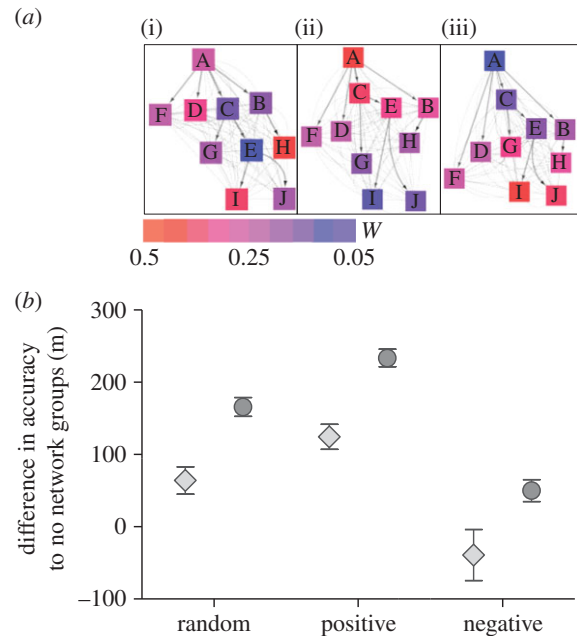 (a)
(i) (ii) (iii)
A
F D C B
G E H
I J
A
C
E B
F D
G H
I J
A
C
E B
D G H
F
I J
W
0.5 0.25 0.05
(b)
difference in accuracy
to no network groups (m)
300
200
100
0
−100
random positive negative